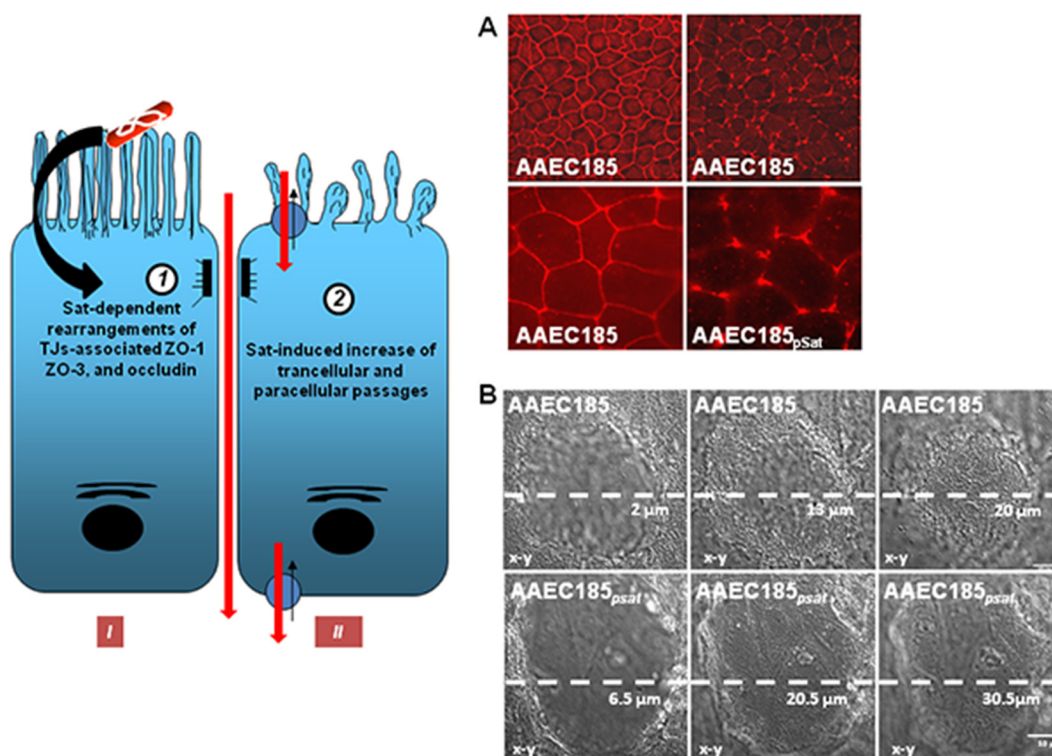 1
Sat-dependent
rearrangements of
TJs-associated ZO-1
ZO-3, and occludin
2
Sat-induced increase of
trancellular and
paracellular passages
I
II
A
AAEC185
AAEC185
AAEC185
AAEC185pSat
B
AAEC185
AAEC185
AAEC185
2 µm
13 µm
20 µm
x-y
x-y
x-y
AAEC185psat
AAEC185psat
AAEC185psat
6.5 µm
20.5 µm
30.5µm
x-y
x-y
x-y